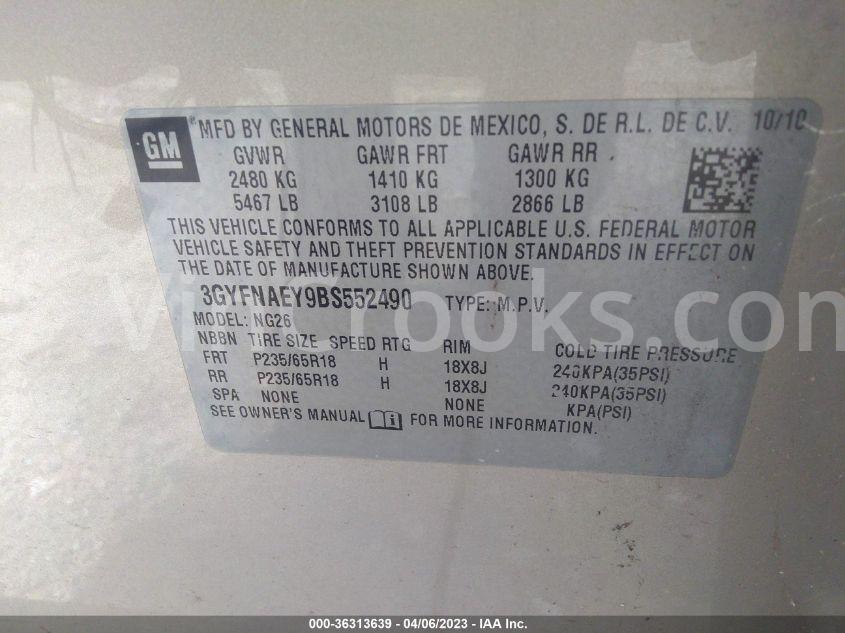 GM
® MFD BY GENERAL MOTORS DE MEXICO, S. DE R.L. DE C.V. 10/10
GVWR GAWR FRT GAWR RR
2480 KG 1410 KG 1300 KG
5467 LB 3108 LB 2866 LB
THIS VEHICLE CONFORMS TO ALL APPLICABLE U.S. FEDERAL MOTOR
VEHICLE SAFETY AND THEFT PREVENTION STANDARDS IN EFFECT ON
THE DATE OF MANUFACTURE SHOWN ABOVE.
3GYFNAEY9BS552490 TYPE: M.P.V.
MODEL: NG26
NBBN TIRE SIZE SPEED RTG RIM COLD TIRE PRESSURE
FRT P235/65R18 H 18X8J 240KPA(35PSI)
RR P235/65R18 H 18X8J 240KPA(35PSI)
SPA NONE NONE KPA(PSI)
SEE OWNER'S MANUAL FOR MORE INFORMATION.
VinCrooks.com
000-36313639 - 04/06/2023 - IAA Inc.